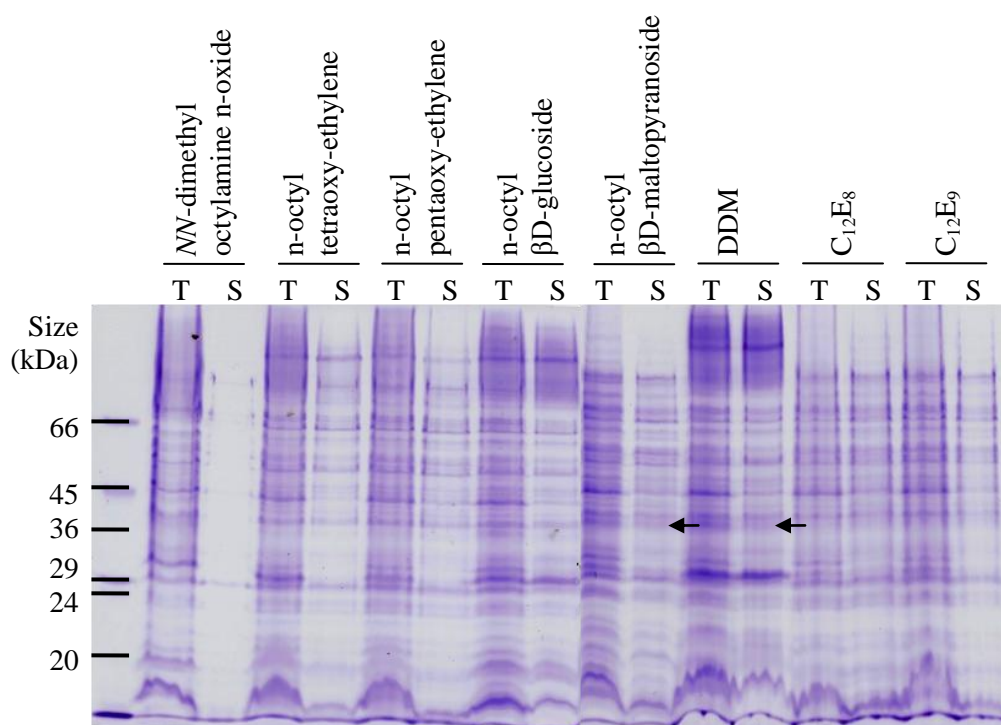 NN-dimethyl
octylamine n-oxide
n-octyl
tetraoxy-ethylene
n-octyl
pentaoxy-ethylene
n-octyl
βD-glucoside
n-octyl
βD-maltopyranoside
DDM
C₁₂E₈
C₁₂E₉
T S T S T S T S T S T S T S T S
Size
(kDa)
66
45
36
29
24
20